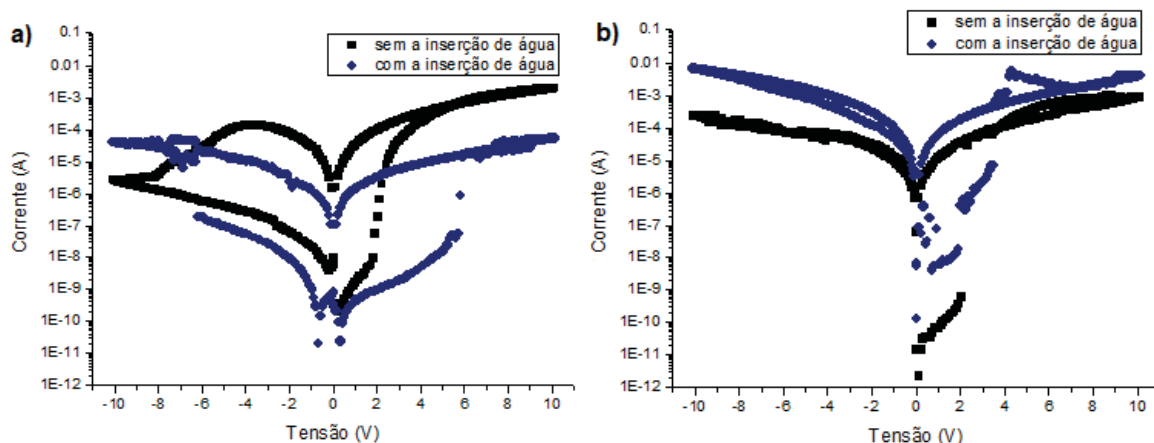 a)
sem a inserção de água
com a inserção de água
0.1
0.01
1E-3
1E-4
1E-5
1E-6
1E-7
1E-8
1E-9
1E-10
1E-11
1E-12
Corrente (A)
-10 -8 -6 -4 -2 0 2 4 6 8 10
Tensão (V)
b)
sem a inserção de água
com a inserção de água
0.1
0.01
1E-3
1E-4
1E-5
1E-6
1E-7
1E-8
1E-9
1E-10
1E-11
1E-12
Corrente (A)
-10 -8 -6 -4 -2 0 2 4 6 8 10
Tensão (V)